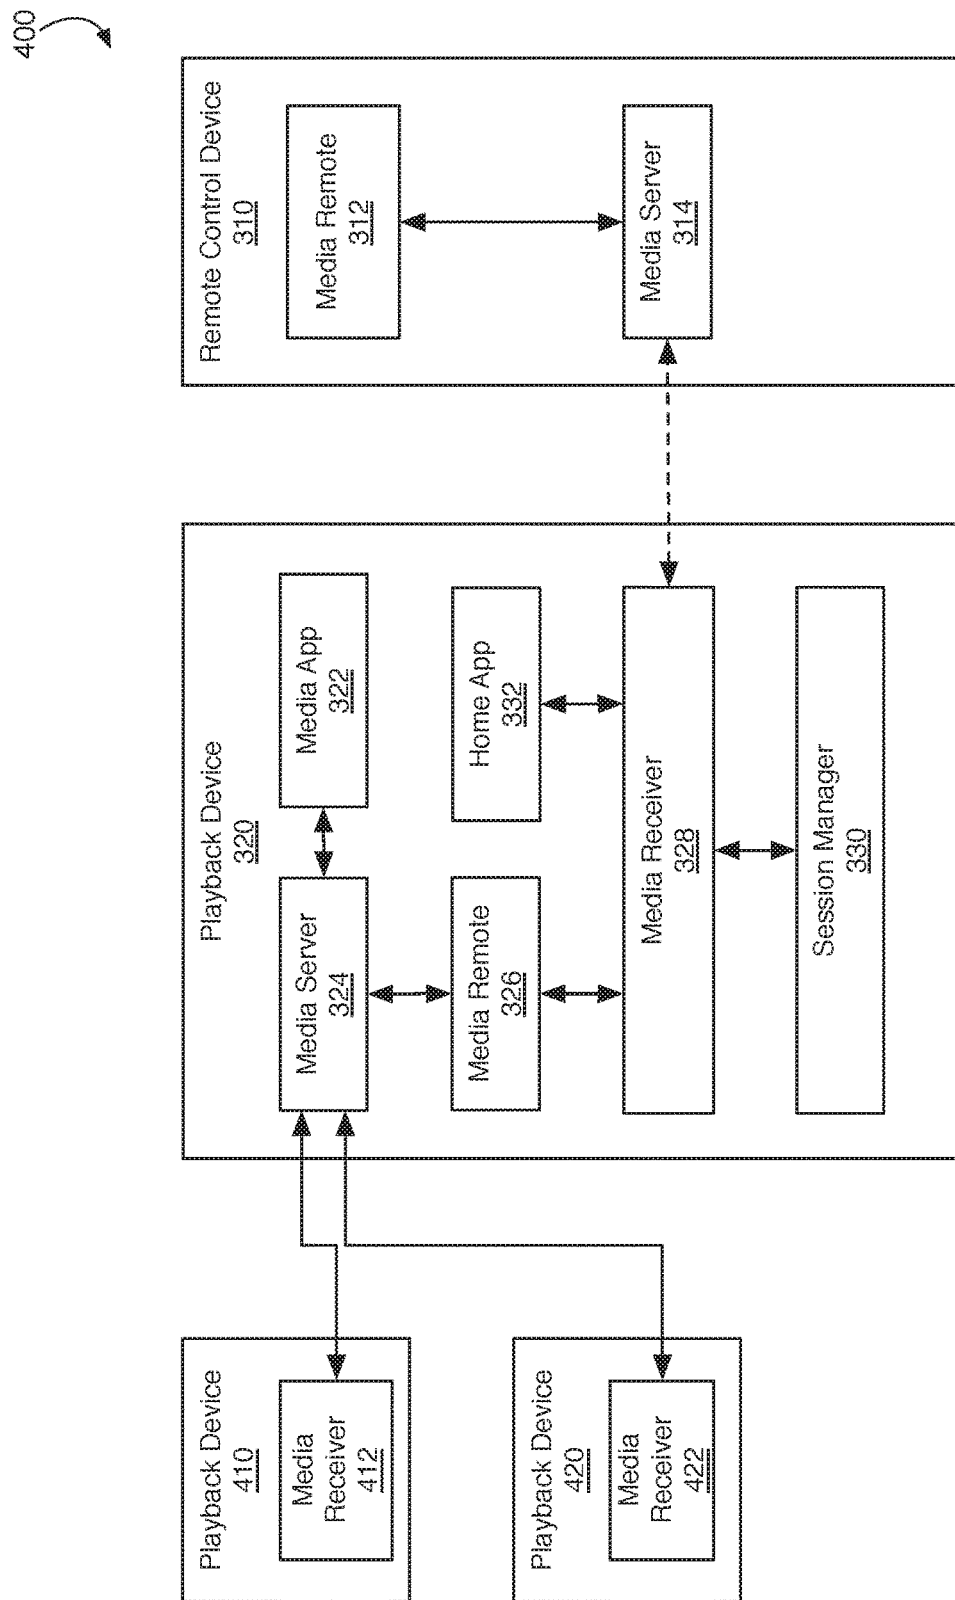 400
Remote Control Device
310
Media Remote
312
Media Server
314
Playback Device
320
Media App
322
Media Server
324
Home App
332
Media Remote
326
Media Receiver
328
Session Manager
330
Playback Device
410
Media
Receiver
412
Playback Device
420
Media
Receiver
422